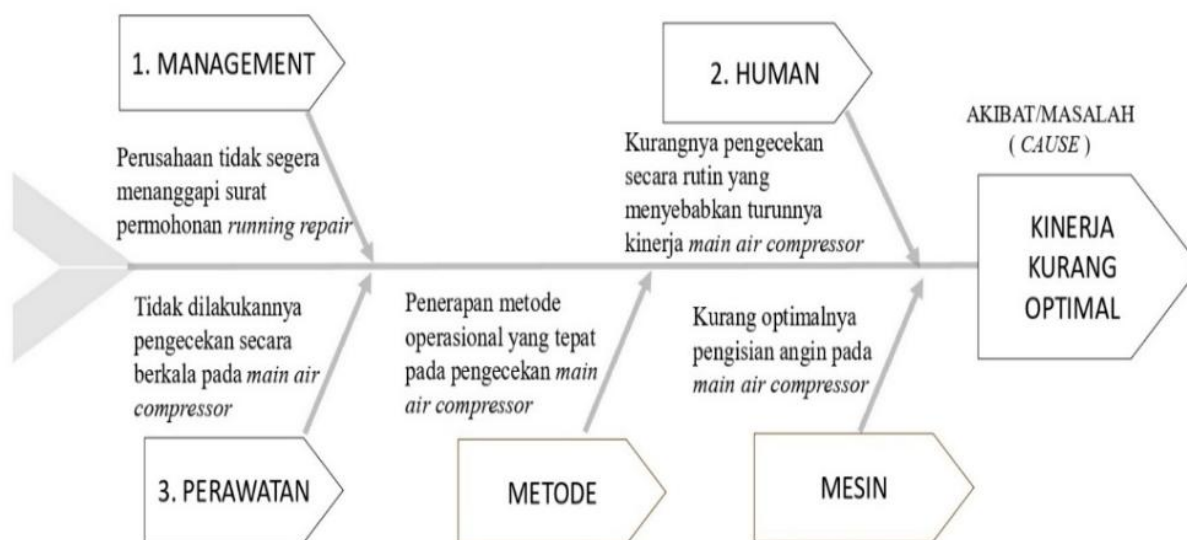 1. MANAGEMENT
Perusahaan tidak segera
menanggapi surat
permohonan running repair
2. HUMAN
Kurangnya pengecekan
secara rutin yang
menyebabkan turunnya
kinerja main air compressor
AKIBAT/MASALAH
( CAUSE )
KINERJA
KURANG
OPTIMAL
Tidak dilakukannya
pengecekan secara
berkala pada main air
compressor
3. PERAWATAN
Penerapan metode
operasional yang tepat
pada pengecekan main
air compressor
METODE
Kurang optimalnya
pengisian angin pada
main air compressor
MESIN